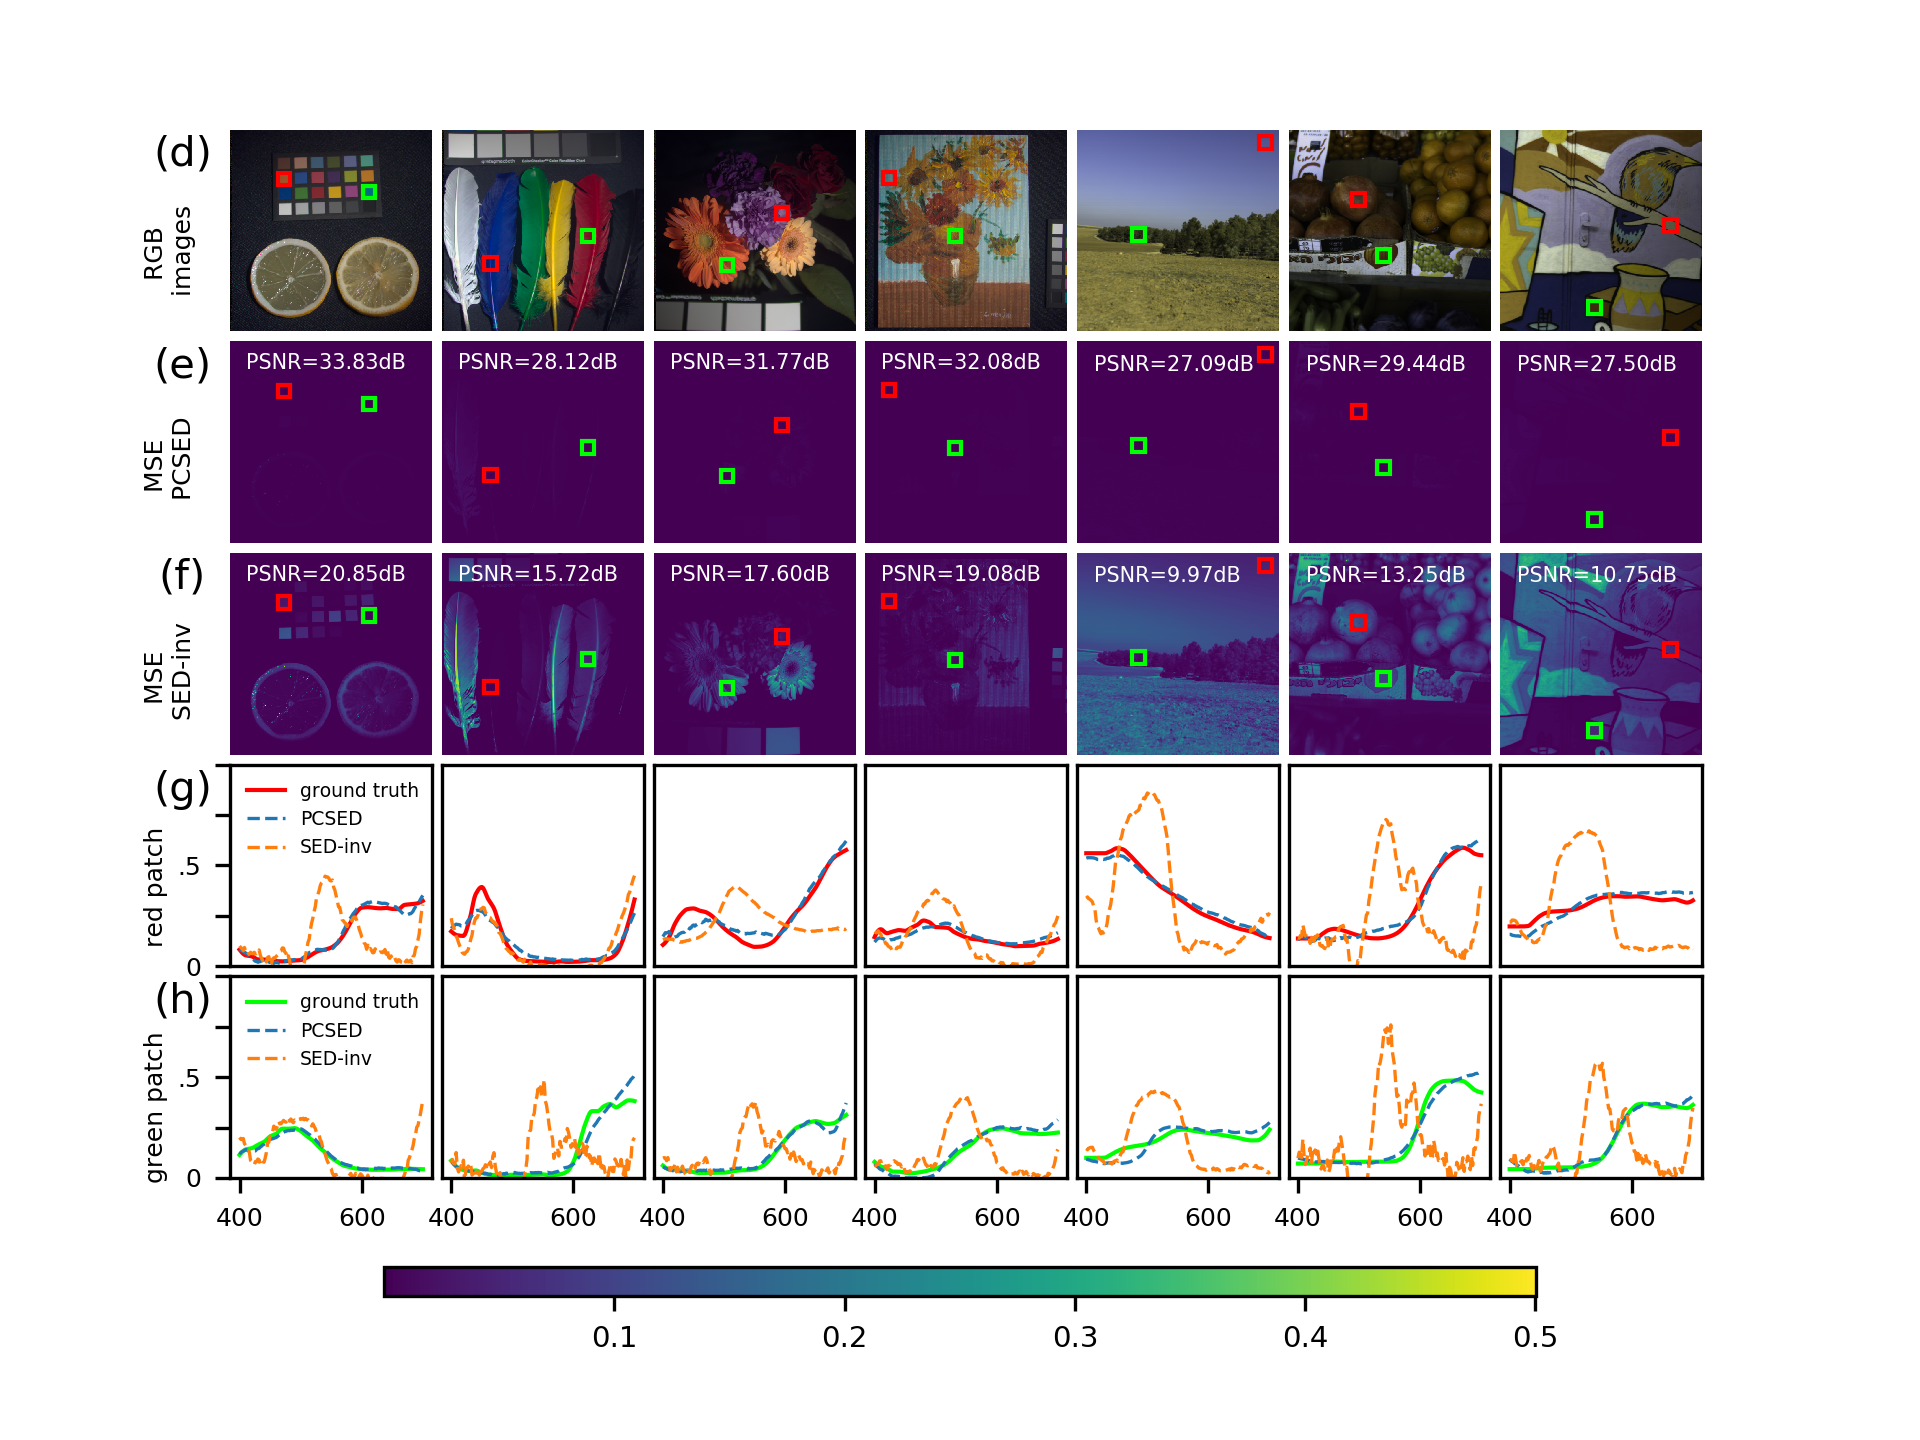 (d)
RGB
images
(e)
MSE
PCSED
PSNR=33.83dB
PSNR=28.12dB
PSNR=31.77dB
PSNR=32.08dB
PSNR=27.09dB
PSNR=29.44dB
PSNR=27.50dB
(f)
MSE
SED-inv
PSNR=20.85dB
PSNR=15.72dB
PSNR=17.60dB
PSNR=19.08dB
PSNR=9.97dB
PSNR=13.25dB
PSNR=10.75dB
(g)
red patch
.5
0
ground truth
PCSED
SED-inv
(h)
green patch
.5
0
ground truth
PCSED
SED-inv
400 600 400 600 400 600 400 600 400 600 400 600 400 600
0.1 0.2 0.3 0.4 0.5